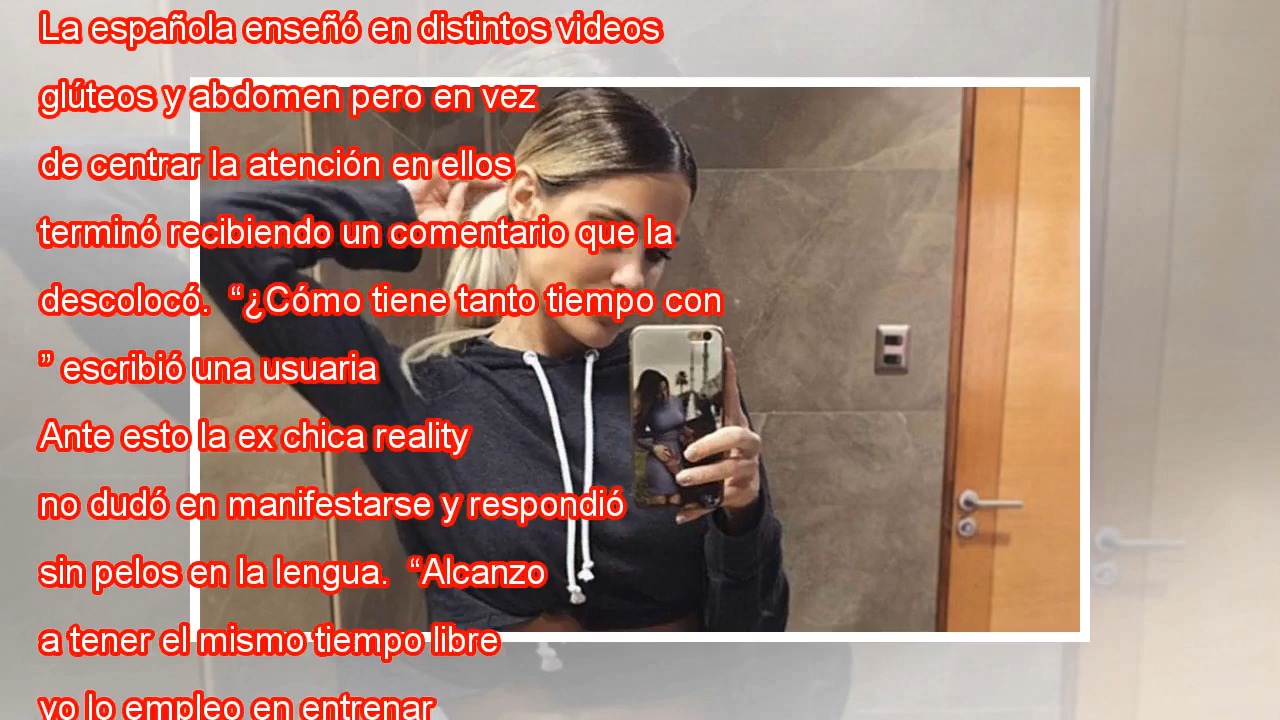 La española enseñó en distintos videos
glúteos y abdomen pero en vez
de centrar la atención en ellos
terminó recibiendo un comentario que la
descolocó.  “¿Cómo tiene tanto tiempo con
” escribió una usuaria
Ante esto la ex chica reality
no dudó en manifestarse y respondió
sin pelos en la lengua.  “Alcanzo
a tener el mismo tiempo libre
yo lo empleo en entrenar